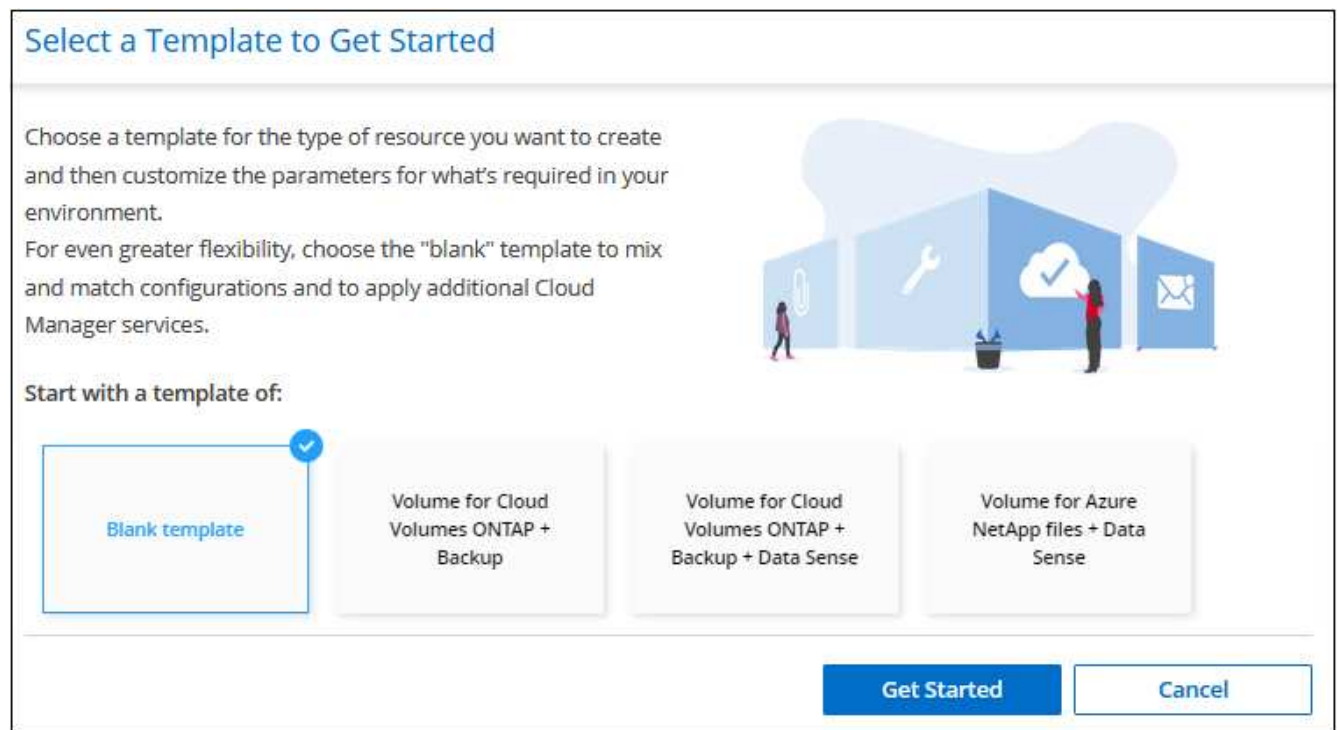 Select a Template to Get Started
Choose a template for the type of resource you want to create
and then customize the parameters for what's required in your
environment.
For even greater flexibility, choose the "blank" template to mix
and match configurations and to apply additional Cloud
Manager services.
Start with a template of:
Blank template
Volume for Cloud
Volumes ONTAP +
Backup
Volume for Cloud
Volumes ONTAP +
Backup + Data Sense
Volume for Azure
NetApp files + Data
Sense
Get Started
Cancel